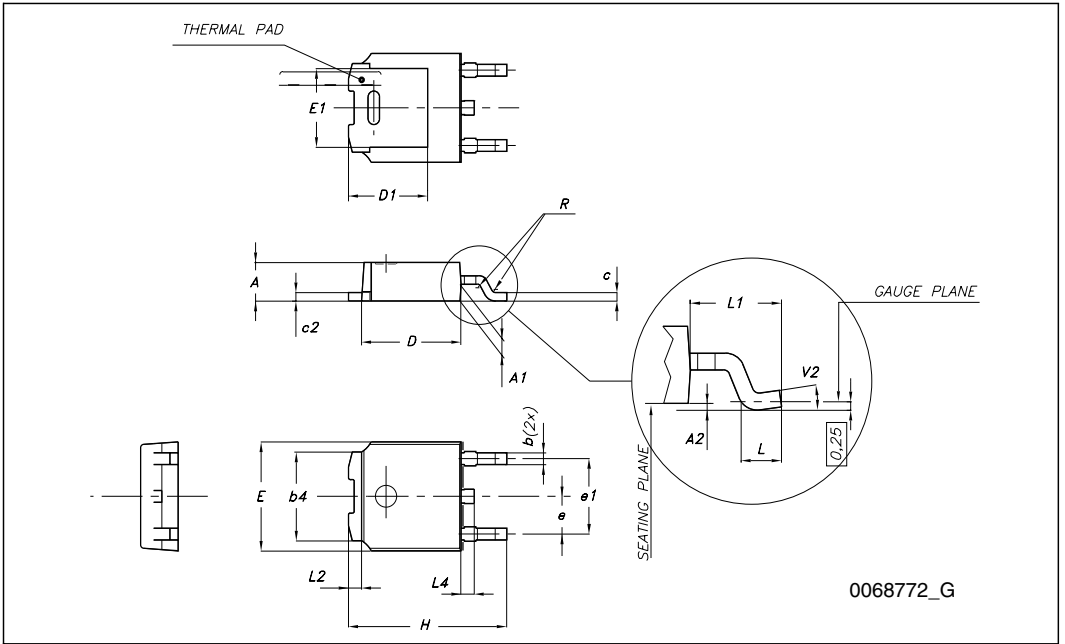 THERMAL PAD
E1
D1
R
A
c
c2
D
A1
L1
GAUGE PLANE
V2
A2
L
0,25
SEATING PLANE
b(2x)
E
b4
e
e1
L2
L4
H
0068772_G